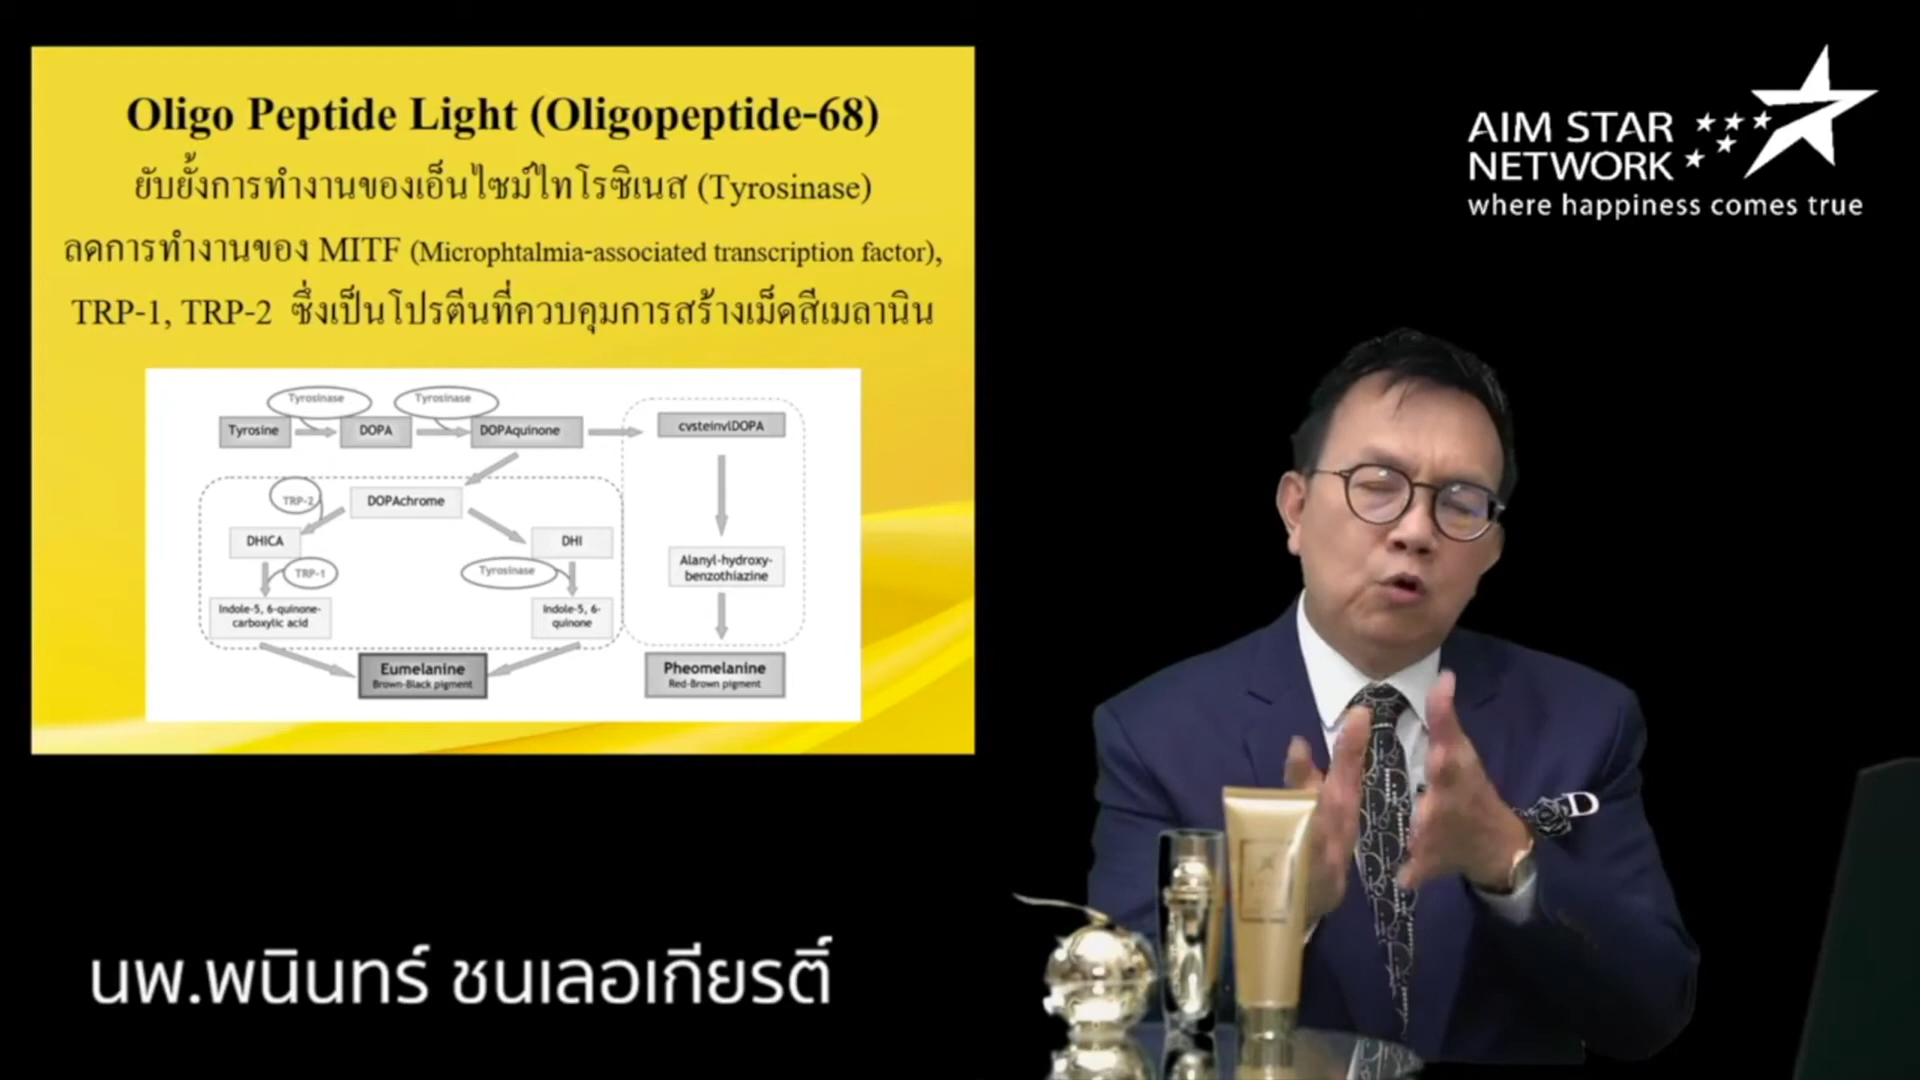 Oligo Peptide Light (Oligopeptide-68)
ยับยั้งการทำงานของเอ็นไซม์ไทโรซิเนส (Tyrosinase)
ลดการทำงานของ MITF (Microphtalmia-associated transcription factor),
TRP-1, TRP-2 ซึ่งเป็นโปรตีนที่ควบคุมการสร้างเม็ดสีเมลานิน
Tyrosinase
Tyrosinase
Tyrosine
DOPA
DOPAquinone
cysteinylDOPA
TRP-2
DOPAchrome
DHICA
DHI
TRP-1
Tyrosinase
Alanyl-hydroxy-
benzothiazine
Indole-5, 6-quinone-
carboxylic acid
Indole-5, 6-
quinone
Eumelanine
Brown-Black pigment
Pheomelanine
Red-Brown pigment
AIM STAR
NETWORK
where happiness comes true
นพ.พนินทร์ ชนเลอเกียรติ์